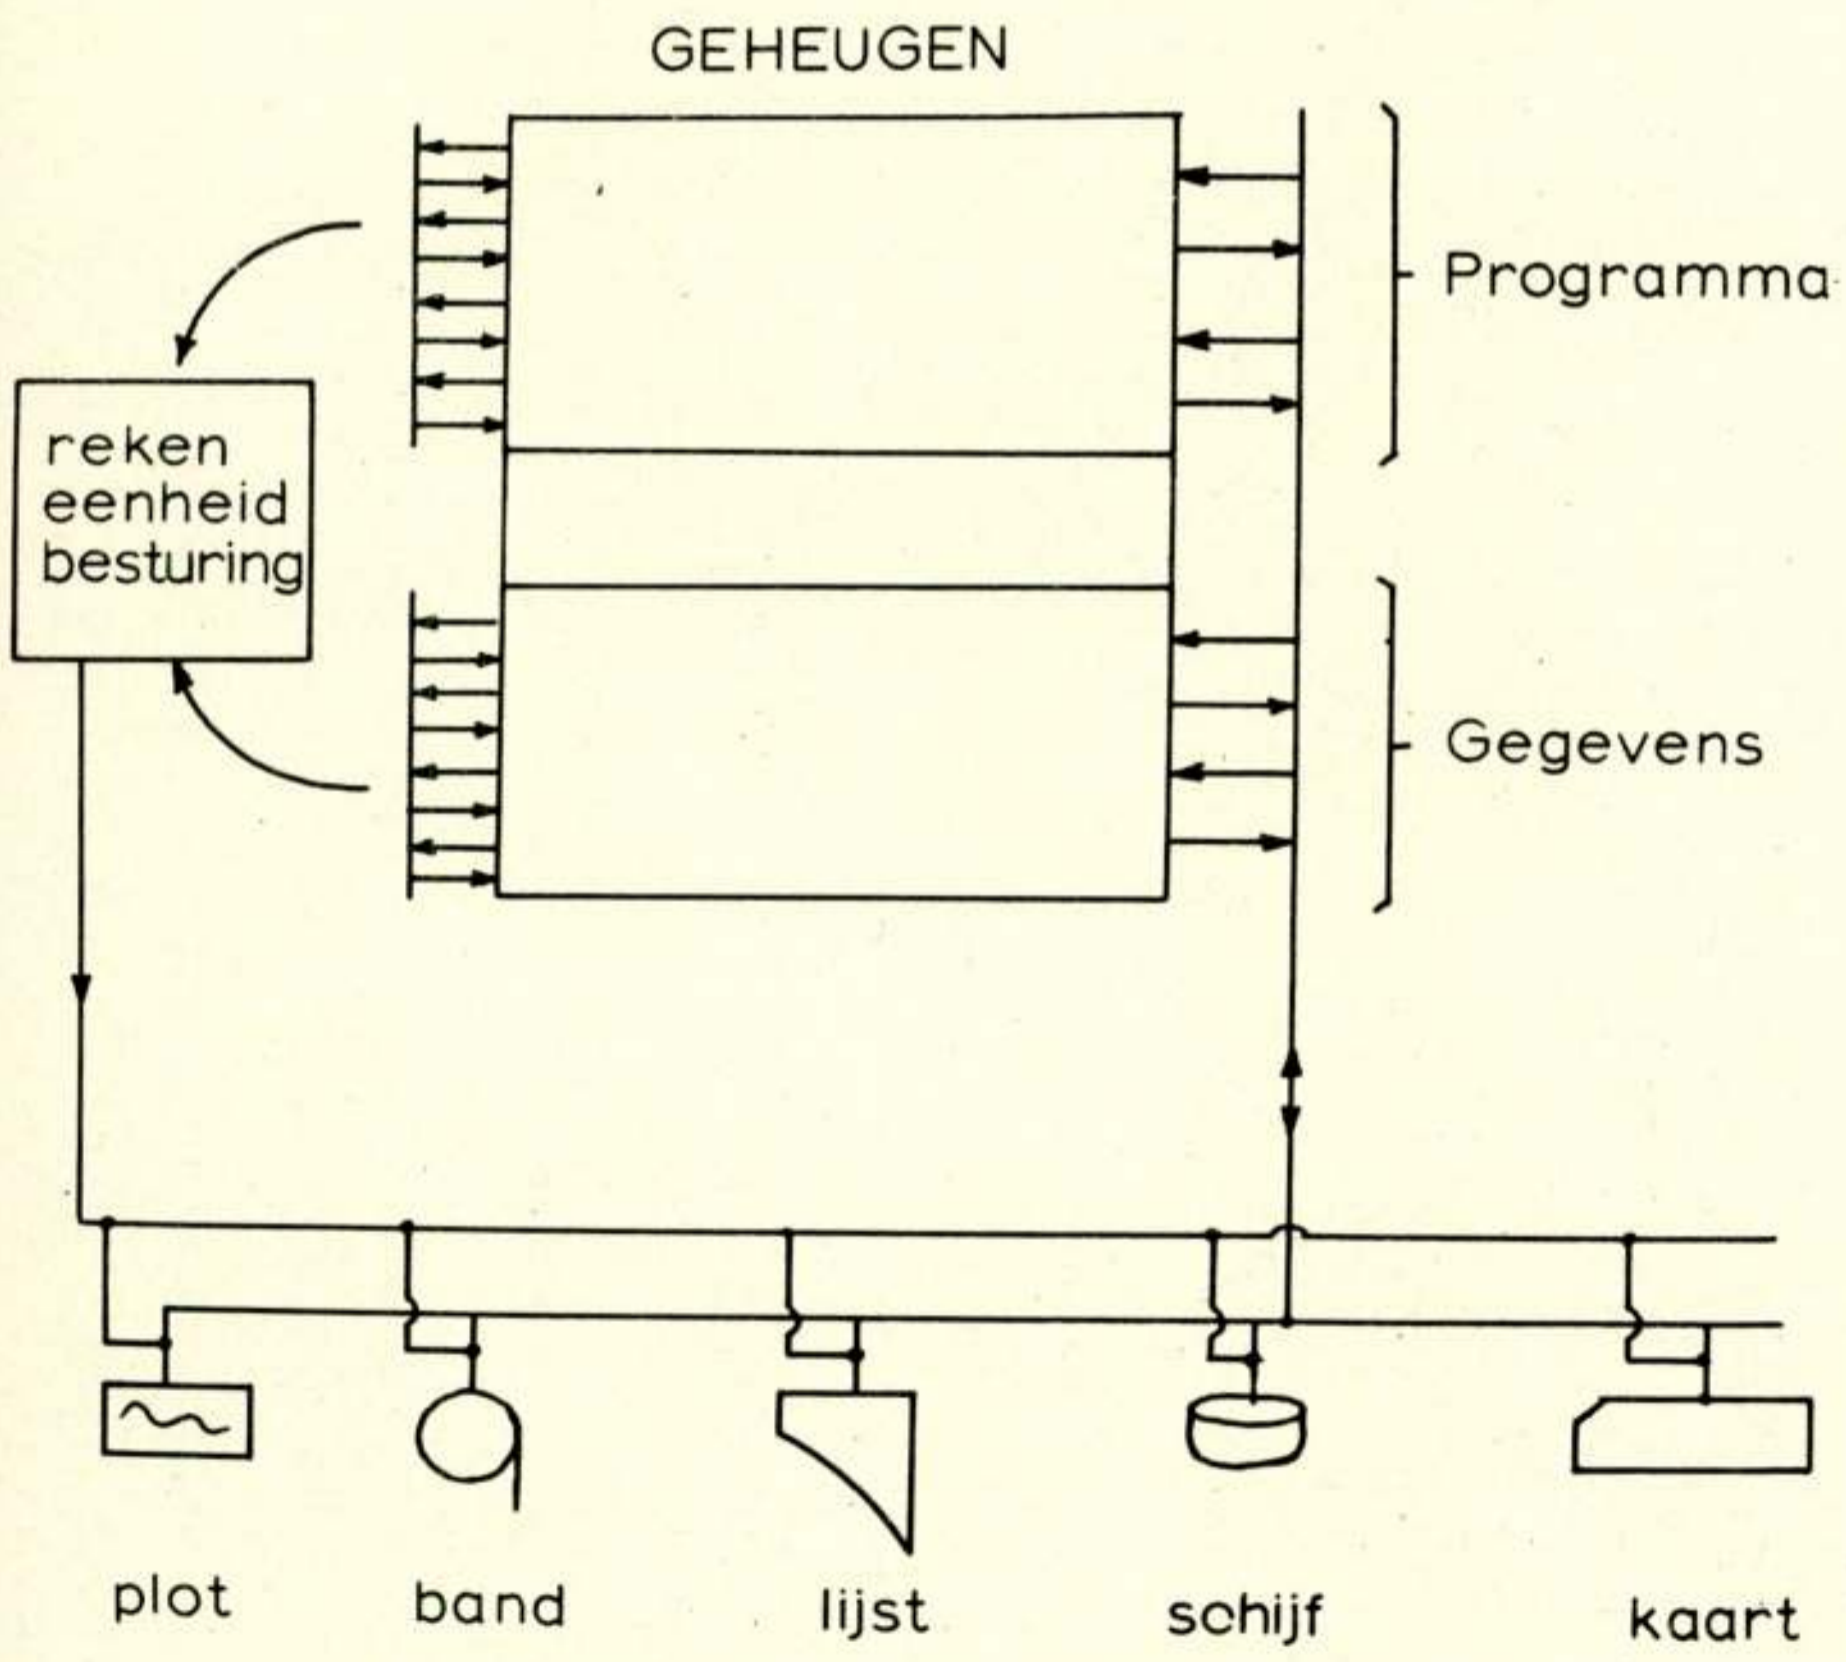 GEHEUGEN
Programma
reken
eenheid
besturing
Gegevens
plot
band
lijst
schijf
kaart